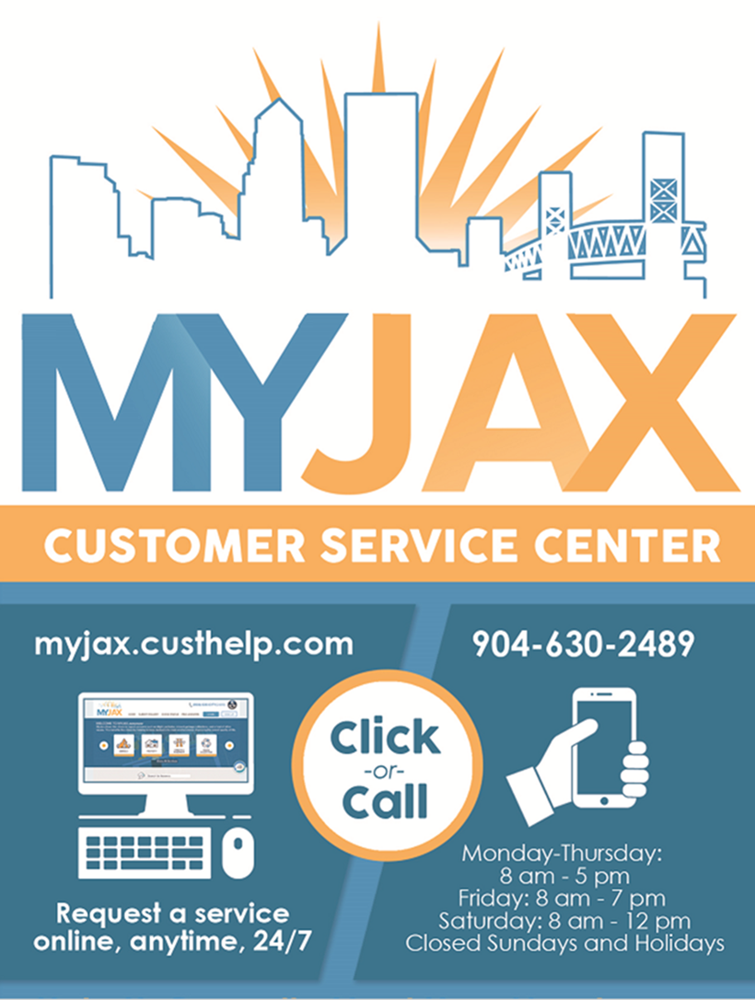 MYJAX
CUSTOMER SERVICE CENTER
myjax.custhelp.com
904-630-2489
MYJAX
Click
-or-
Call
Monday-Thursday:
8 am - 5 pm
Friday: 8 am - 7 pm
Saturday: 8 am - 12 pm
Closed Sundays and Holidays
Request a service
online, anytime, 24/7